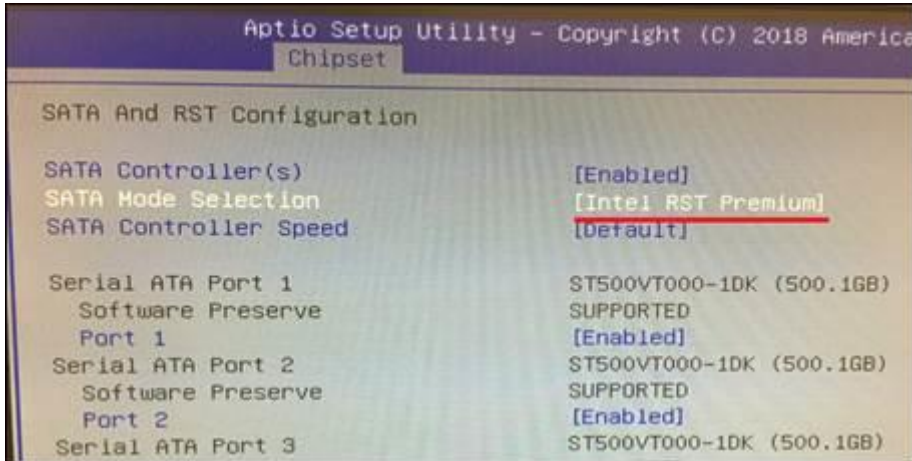 Aptio Setup Utility - Copyright (C) 2018 America
Chipset
SATA And RST Configuration
SATA Controller(s) [Enabled]
SATA Mode Selection [Intel RST Premium]
SATA Controller Speed [Default]
Serial ATA Port 1 ST500VT000-1DK (500.1GB)
Software Preserve SUPPORTED
Port 1 [Enabled]
Serial ATA Port 2 ST500VT000-1DK (500.1GB)
Software Preserve SUPPORTED
Port 2 [Enabled]
Serial ATA Port 3 ST500VT000-1DK (500.1GB)